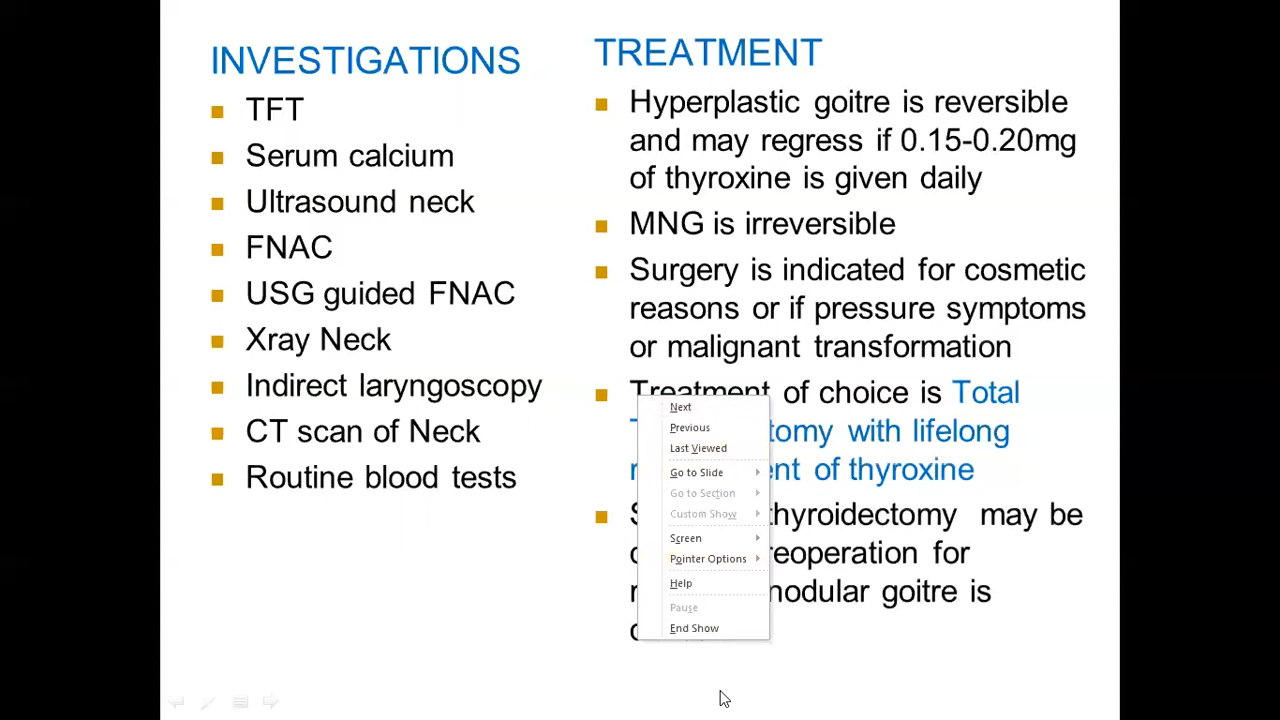 INVESTIGATIONS
TFT
Serum calcium
Ultrasound neck
FNAC
USG guided FNAC
Xray Neck
Indirect laryngoscopy
CT scan of Neck
Routine blood tests
TREATMENT
Hyperplastic goitre is reversible
and may regress if 0.15-0.20mg
of thyroxine is given daily
MNG is irreversible
Surgery is indicated for cosmetic
reasons or if pressure symptoms
or malignant transformation
Treatment of choice is Total
with lifelong
of thyroxine
thyroidectomy may be
reoperation for
nodular goitre is
Next
Previous
Last Viewed
Go to Slide
Go to Section
Custom Show
Screen
Pointer Options
Help
Pause
End Show